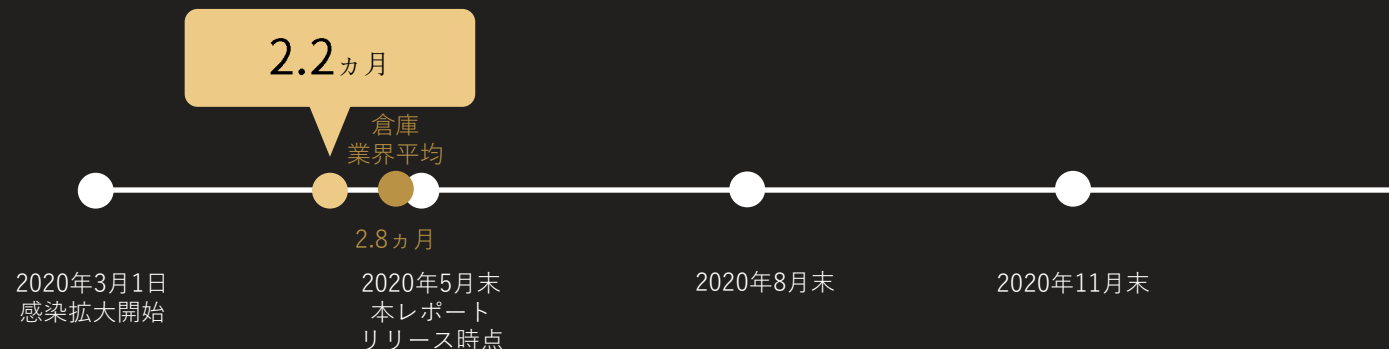 2.2ヵ月
倉庫
業界平均
2.8ヵ月
2020年3月1日
感染拡大開始
2020年5月末
本レポート
リリース時点
2020年8月末
2020年11月末